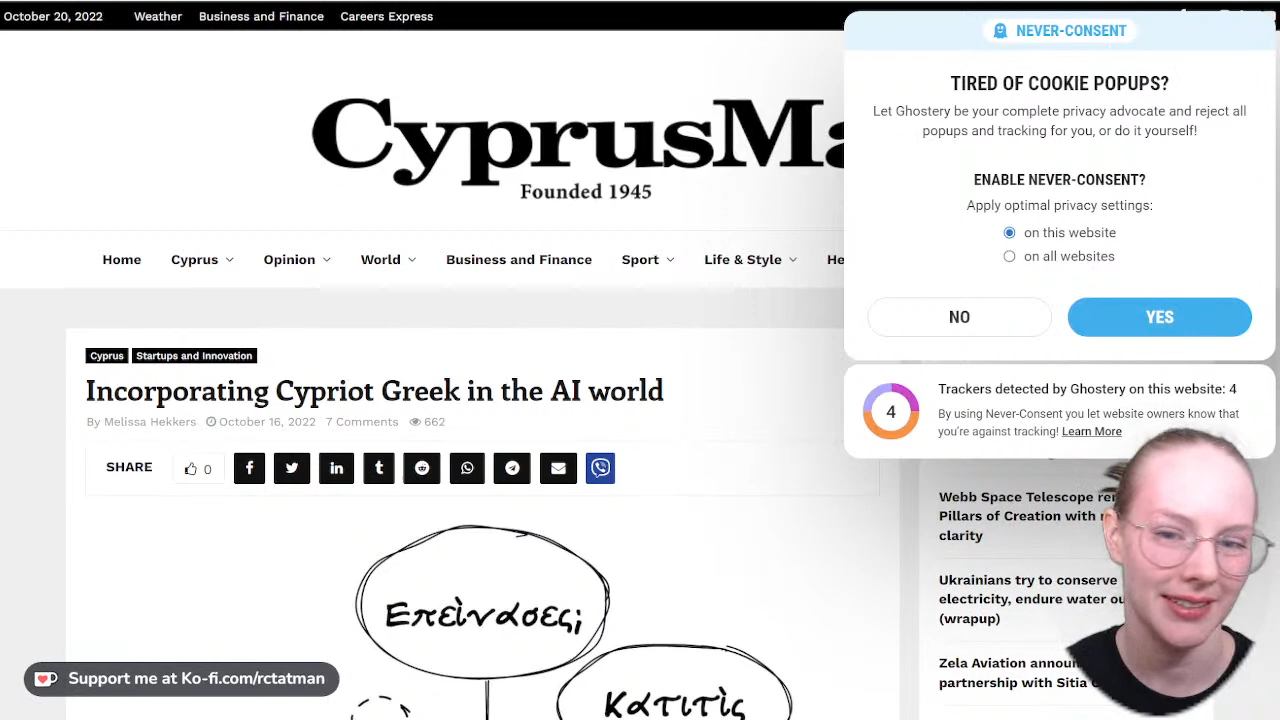 October 20, 2022 Weather Business and Finance Careers Express
CyprusMa
Founded 1945
Home Cyprus Opinion World Business and Finance Sport Life & Style He
Cyprus Startups and Innovation
Incorporating Cypriot Greek in the AI world
By Melissa Hekkers October 16, 2022 7 Comments 662
SHARE 0
Επεὶνασες;
Κατιτὶς
Support me at Ko-fi.com/rctatman
NEVER-CONSENT
TIRED OF COOKIE POPUPS?
Let Ghostery be your complete privacy advocate and reject all
popups and tracking for you, or do it yourself!
ENABLE NEVER-CONSENT?
Apply optimal privacy settings:
on this website
on all websites
NO YES
4
Trackers detected by Ghostery on this website: 4
By using Never-Consent you let website owners know that
you're against tracking! Learn More
Webb Space Telescope
Pillars of Creation with
clarity
Ukrainians try to conserve
electricity, endure water
(wrapup)
Zela Aviation
partnership with Sitia